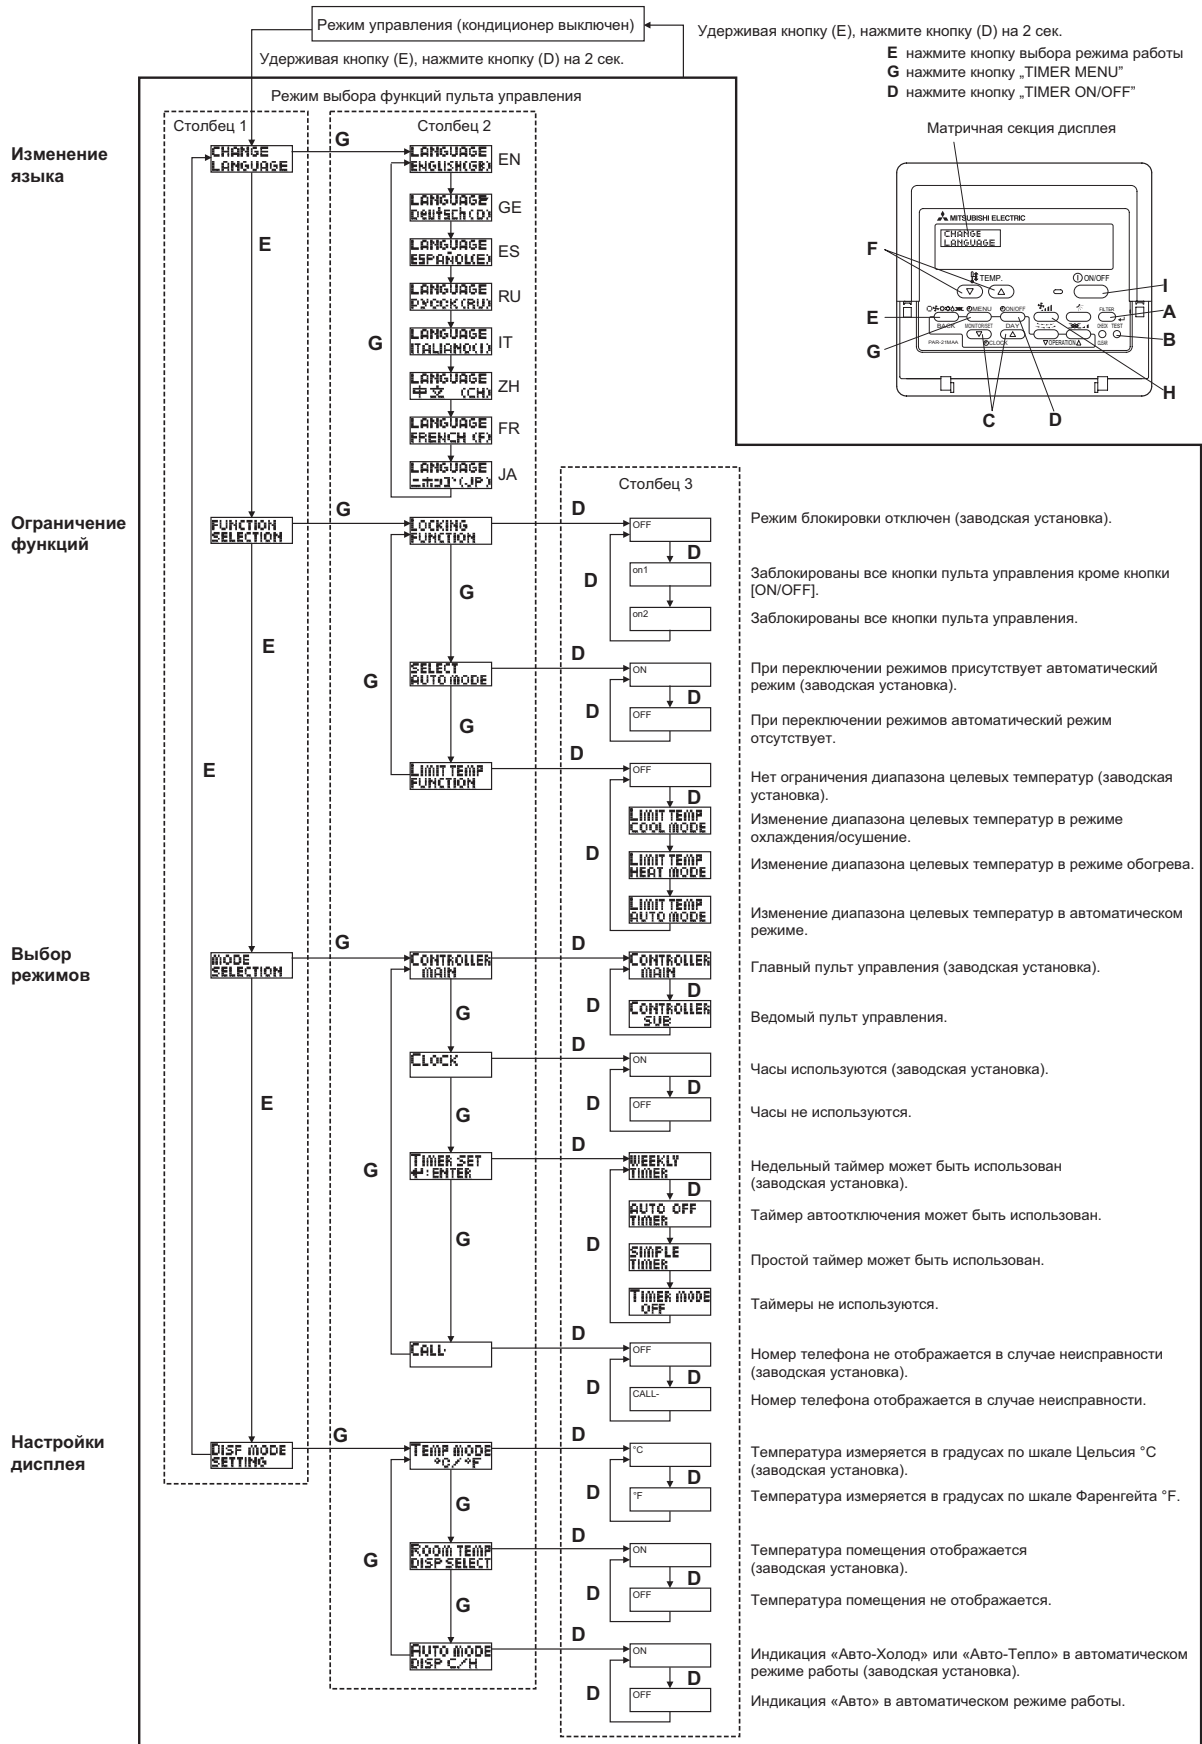 Режим управления (кондиционер выключен)
Удерживая кнопку (E), нажмите кнопку (D) на 2 сек.
Удерживая кнопку (E), нажмите кнопку (D) на 2 сек.
E нажмите кнопку выбора режима работы
G нажмите кнопку „TIMER MENU”
D нажмите кнопку „TIMER ON/OFF”
Матричная секция дисплея
MITSUBISHI ELECTRIC
CHANGE
LANGUAGE
TEMP.
ON/OFF
MENU
ON/OFF
FILTER
BACK
MONITOR/SET
DAY
CHECK
TEST
PAR-21MAA
CLOCK
OPERATION
CLEAR
F
E
G
C
D
I
A
B
H
Режим выбора функций пульта управления
Столбец 1
Столбец 2
Столбец 3
Изменение
языка
CHANGE
LANGUAGE
G
LANGUAGE
ENGLISH(GB)
EN
LANGUAGE
Deutsch(D)
GE
E
LANGUAGE
ESPAÑOL(E)
ES
LANGUAGE
РУССК(RU)
RU
G
LANGUAGE
ITALIANO(I)
IT
LANGUAGE
中文 (CH)
ZH
LANGUAGE
FRENCH (F)
FR
LANGUAGE
ニホンゴ(JP)
JA
Ограничение
функций
FUNCTION
SELECTION
G
LOCKING
FUNCTION
D
OFF
Режим блокировки отключен (заводская установка).
D
D
on1
Заблокированы все кнопки пульта управления кроме кнопки
[ON/OFF].
G
on2
Заблокированы все кнопки пульта управления.
E
G
SELECT
AUTO MODE
D
ON
При переключении режимов присутствует автоматический
режим (заводская установка).
D
D
OFF
При переключении режимов автоматический режим
отсутствует.
G
E
LIMIT TEMP
FUNCTION
D
OFF
Нет ограничения диапазона целевых температур (заводская
установка).
D
LIMIT TEMP
COOL MODE
Изменение диапазона целевых температур в режиме
охлаждения/осушение.
D
LIMIT TEMP
HEAT MODE
Изменение диапазона целевых температур в режиме обогрева.
LIMIT TEMP
AUTO MODE
Изменение диапазона целевых температур в автоматическом
режиме.
Выбор
режимов
MODE
SELECTION
G
CONTROLLER
MAIN
D
CONTROLLER
MAIN
Главный пульт управления (заводская установка).
D
D
G
CONTROLLER
SUB
Ведомый пульт управления.
CLOCK
D
ON
Часы используются (заводская установка).
D
E
G
D
OFF
Часы не используются.
G
TIMER SET
↵:ENTER
D
WEEKLY
TIMER
Недельный таймер может быть использован
(заводская установка).
D
AUTO OFF
TIMER
Таймер автоотключения может быть использован.
G
D
SIMPLE
TIMER
Простой таймер может быть использован.
TIMER MODE
OFF
Таймеры не используются.
CALL-
D
OFF
Номер телефона не отображается в случае неисправности
(заводская установка).
D
D
CALL-
Номер телефона отображается в случае неисправности.
Настройки
дисплея
DISP MODE
SETTING
G
TEMP MODE
°C/°F
D
°C
Температура измеряется в градусах по шкале Цельсия °C
(заводская установка).
D
D
°F
Температура измеряется в градусах по шкале Фаренгейта °F.
G
G
ROOM TEMP
DISP SELECT
D
ON
Температура помещения отображается
(заводская установка).
D
D
OFF
Температура помещения не отображается.
G
AUTO MODE
DISP C/H
D
ON
Индикация «Авто-Холод» или «Авто-Тепло» в автоматическом
режиме работы (заводская установка).
D
D
OFF
Индикация «Авто» в автоматическом режиме работы.